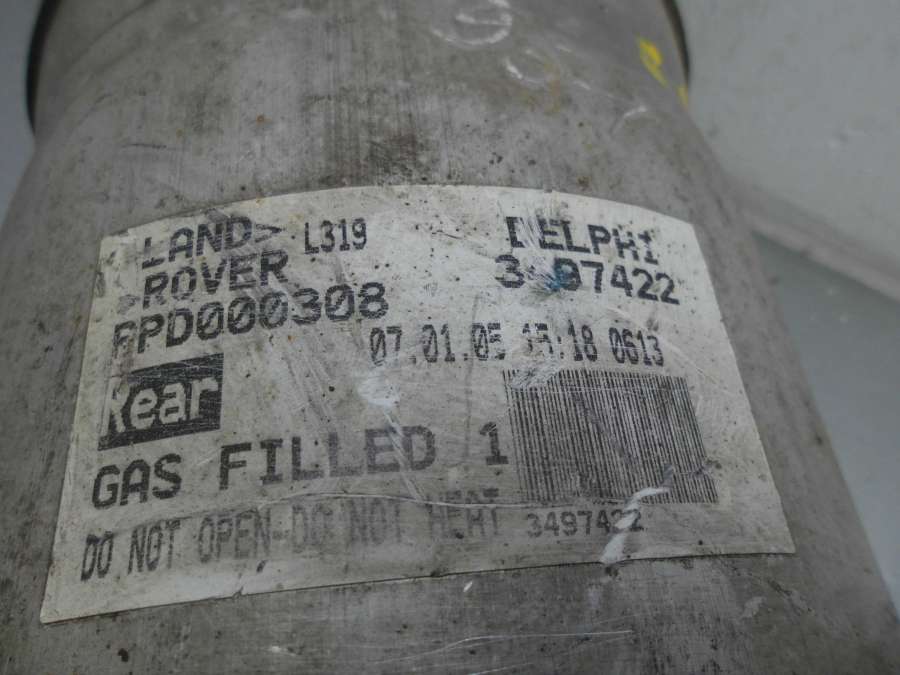 LAND> L319 DELPHI
>ROVER 3497422
RPD000308
07.01.05 15:18 0613
Rear
GAS FILLED 1
DO NOT OPEN-DO NOT HEAT 3497422